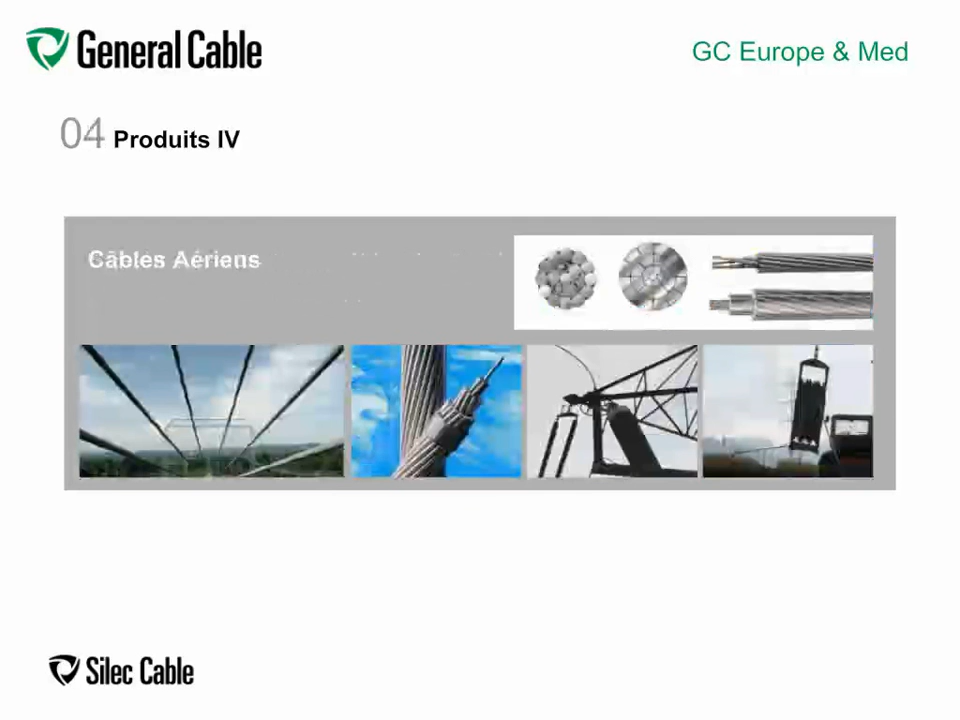 General Cable
GC Europe & Med
04 Produits IV
Câbles Aériens
Silec Cable